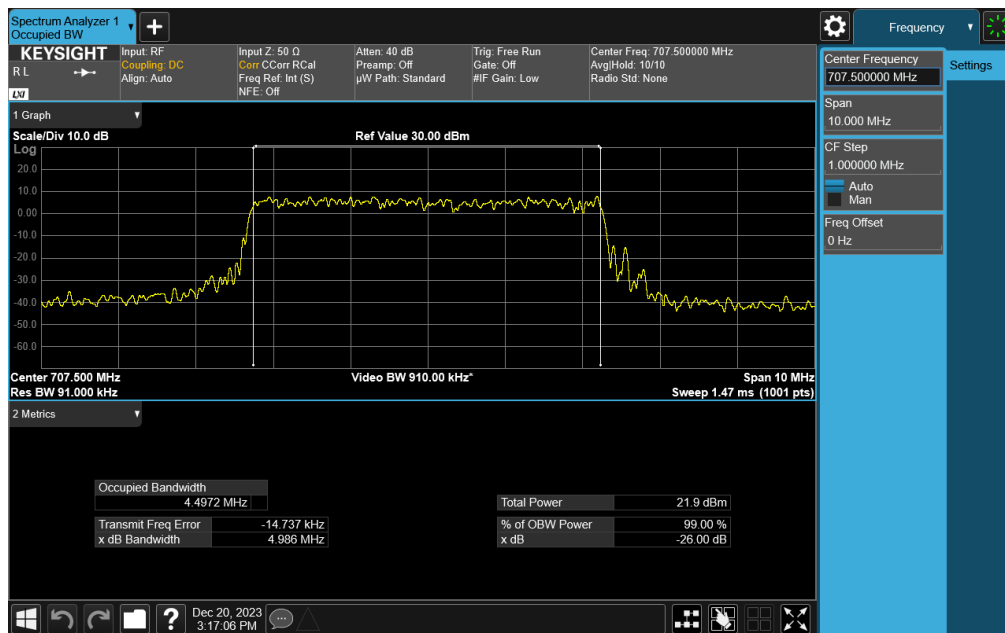 Spectrum Analyzer 1
Occupied BW
Frequency
KEYSIGHT
R L
LXI
Input: RF
Coupling: DC
Align: Auto
Input Z: 50 Ω
Corr CCorr RCal
Freq Ref: Int (S)
NFE: Off
Atten: 40 dB
Preamp: Off
µW Path: Standard
Trig: Free Run
Gate: Off
#IF Gain: Low
Center Freq: 707.500000 MHz
Avg|Hold: 10/10
Radio Std: None
Center Frequency
707.500000 MHz
Settings
Span
10.000 MHz
CF Step
1.000000 MHz
Auto
Man
Freq Offset
0 Hz
1 Graph
Scale/Div 10.0 dB
Ref Value 30.00 dBm
Log
20.0
10.0
0.00
-10.0
-20.0
-30.0
-40.0
-50.0
-60.0
Center 707.500 MHz
Video BW 910.00 kHz*
Span 10 MHz
Res BW 91.000 kHz
Sweep 1.47 ms (1001 pts)
2 Metrics
Occupied Bandwidth
4.4972 MHz
Transmit Freq Error -14.737 kHz
x dB Bandwidth 4.986 MHz
Total Power 21.9 dBm
% of OBW Power 99.00 %
x dB -26.00 dB
Dec 20, 2023
3:17:06 PM